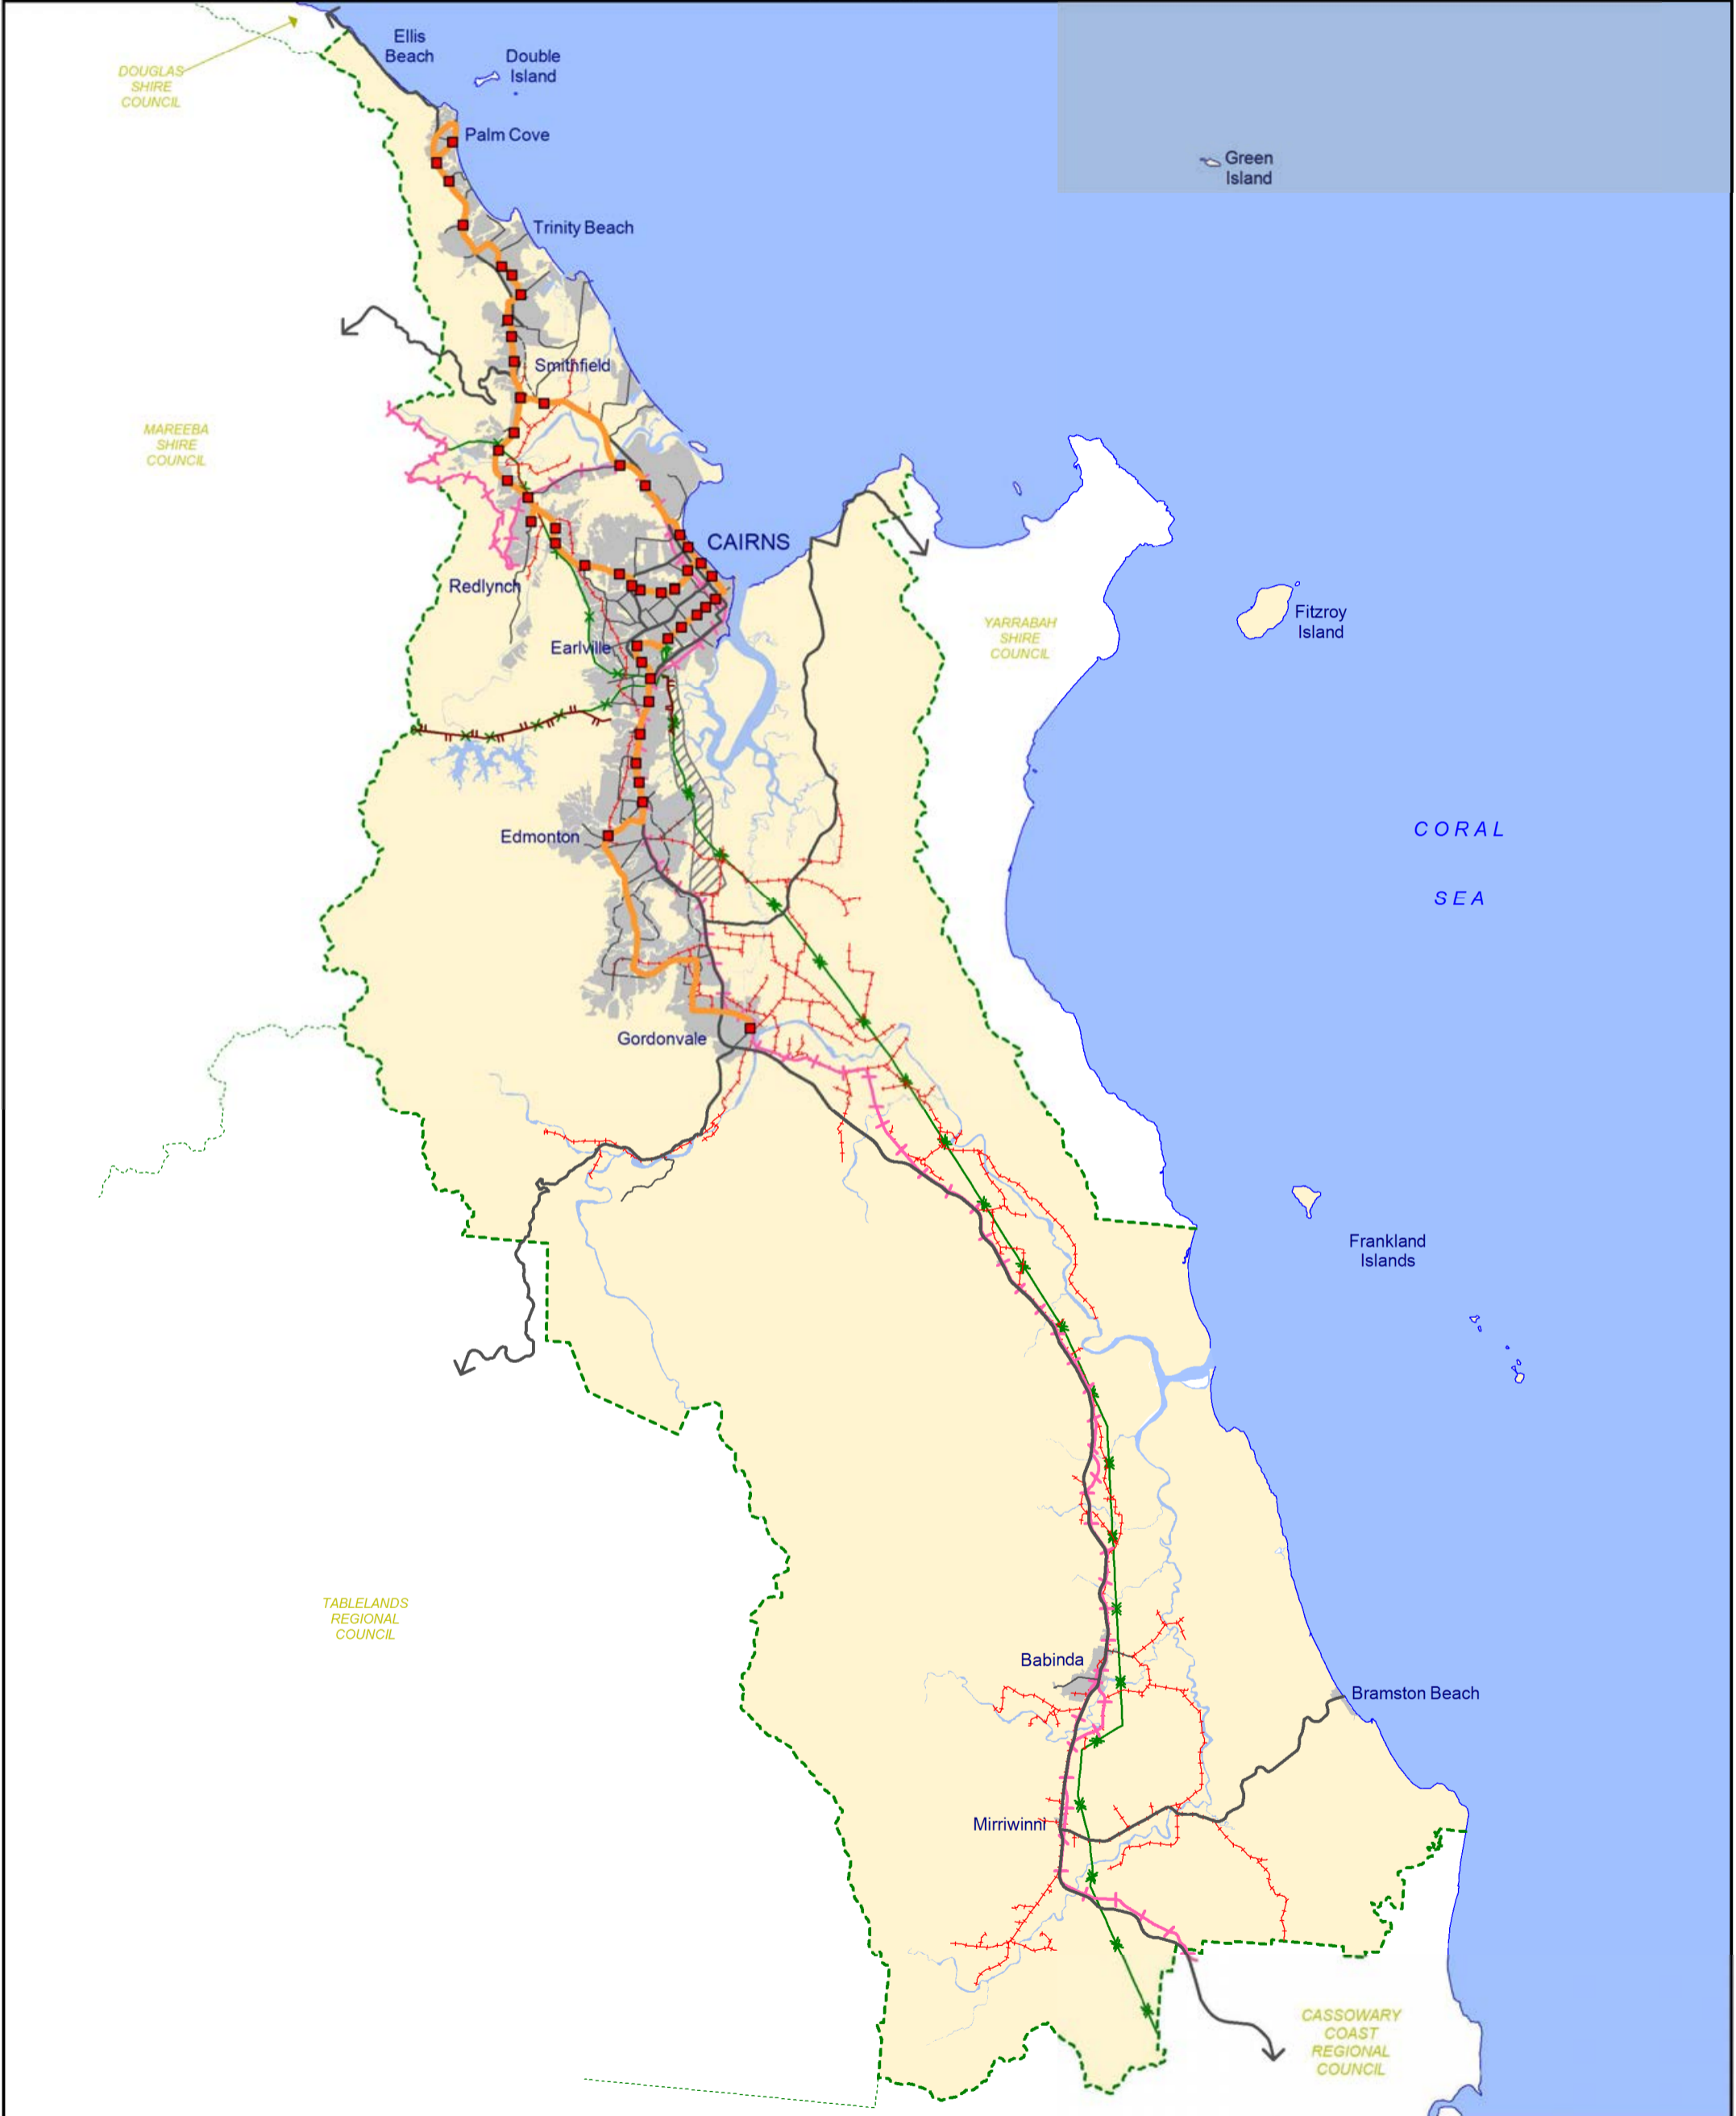 Ellis
Beach
Double
Island
DOUGLAS
SHIRE
COUNCIL
Palm Cove
Green
Island
Trinity Beach
Smithfield
MAREEBA
SHIRE
COUNCIL
CAIRNS
Redlynch
Fitzroy
Island
YARRABAH
SHIRE
COUNCIL
Earlville
CORAL
SEA
Edmonton
Gordonvale
Frankland
Islands
TABLELANDS
REGIONAL
COUNCIL
Babinda
Bramston Beach
Mirriwinni
CASSOWARY
COAST
REGIONAL
COUNCIL